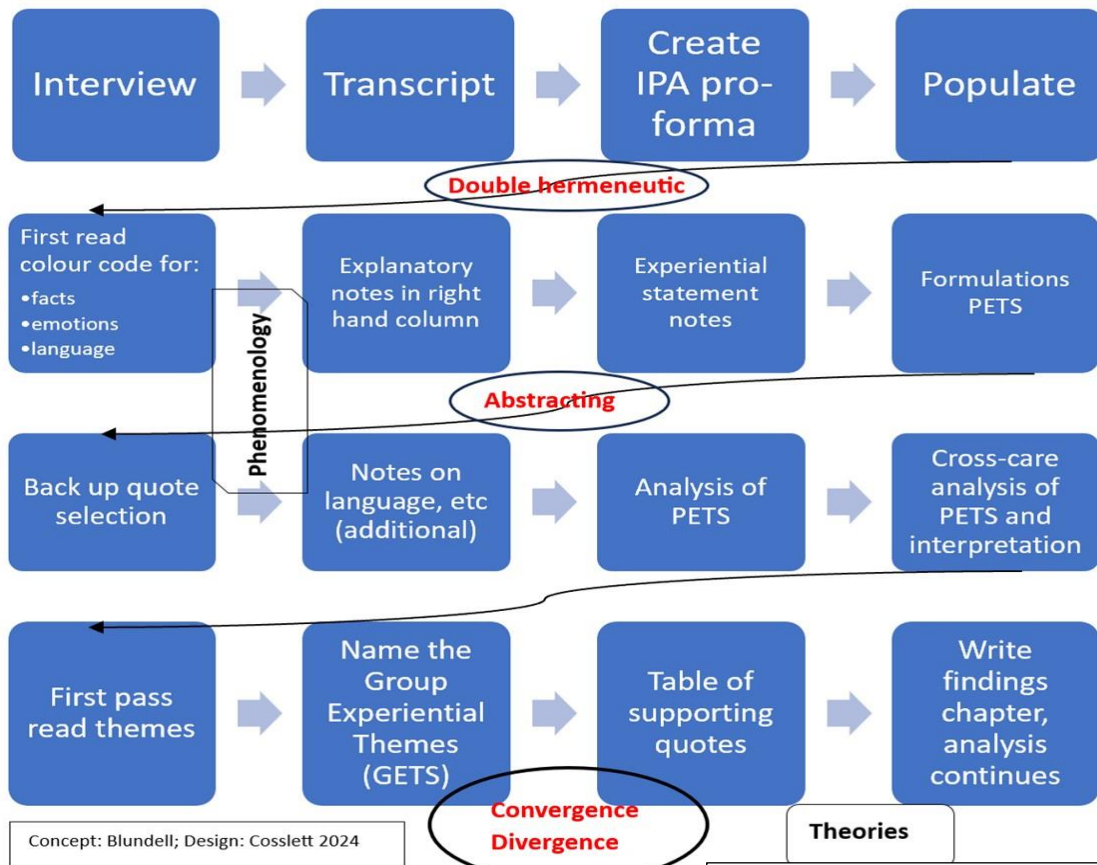 Interview
Transcript
Create
IPA pro-
forma
Populate
Double hermeneutic
First read
colour code for:
•facts
•emotions
•language
Explanatory
notes in right
hand column
Experiential
statement
notes
Formulations
PETS
Phenomenology
Abstracting
Back up quote
selection
Notes on
language, etc
(additional)
Analysis of
PETS
Cross-care
analysis of
PETS and
interpretation
First pass
read themes
Name the
Group
Experiential
Themes
(GETS)
Table of
supporting
quotes
Write
findings
chapter,
analysis
continues
Convergence
Divergence
Theories
Concept: Blundell; Design: Cosslett 2024